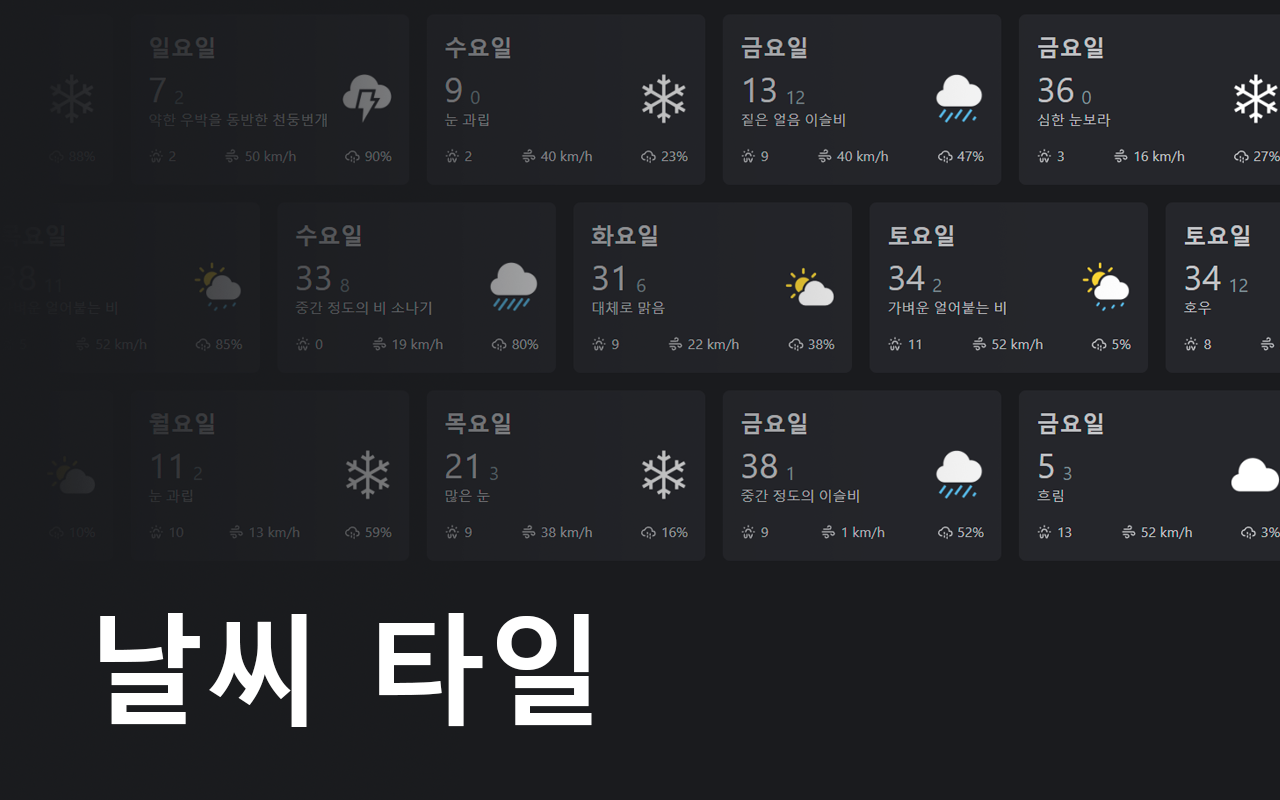 일요일
7 2
약한 우박을 동반한 천둥번개
2 50 km/h 90%
88%
수요일
9 0
눈 과립
2 40 km/h 23%
금요일
13 12
짙은 얼음 이슬비
9 40 km/h 47%
금요일
36 0
심한 눈보라
3 16 km/h 27%
8 11
얼어붙는 비
52 km/h 85%
수요일
33 8
중간 정도의 비 소나기
0 19 km/h 80%
화요일
31 6
대체로 맑음
9 22 km/h 38%
토요일
34 2
가벼운 얼어붙는 비
11 52 km/h 5%
토요일
34 12
호우
8
10%
월요일
11 2
눈 과립
10 13 km/h 59%
목요일
21 3
많은 눈
9 38 km/h 16%
금요일
38 1
중간 정도의 이슬비
9 1 km/h 52%
금요일
5 3
흐림
13 52 km/h 3%
날씨 타일